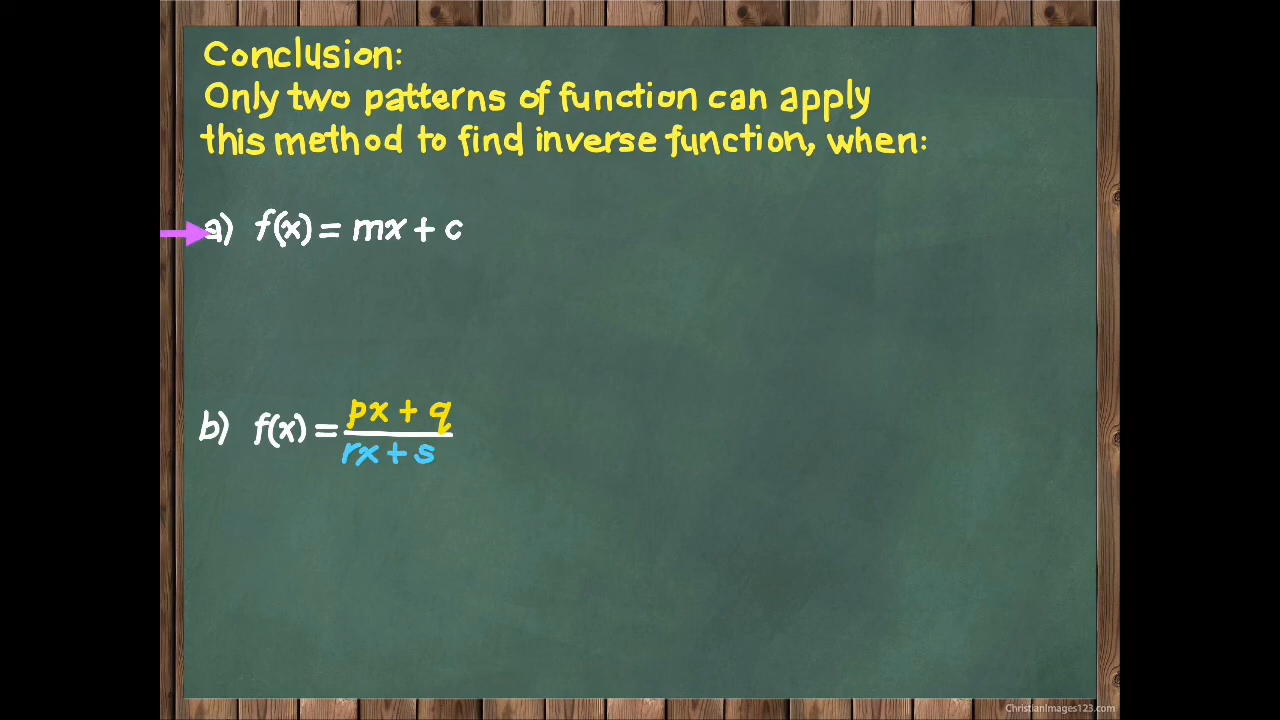 Conclusion:
Only two patterns of function can apply
this method to find inverse function, when:
a) f(x) = mx + c
b) f(x) = px + q
rx + s
ChristianImages123.com